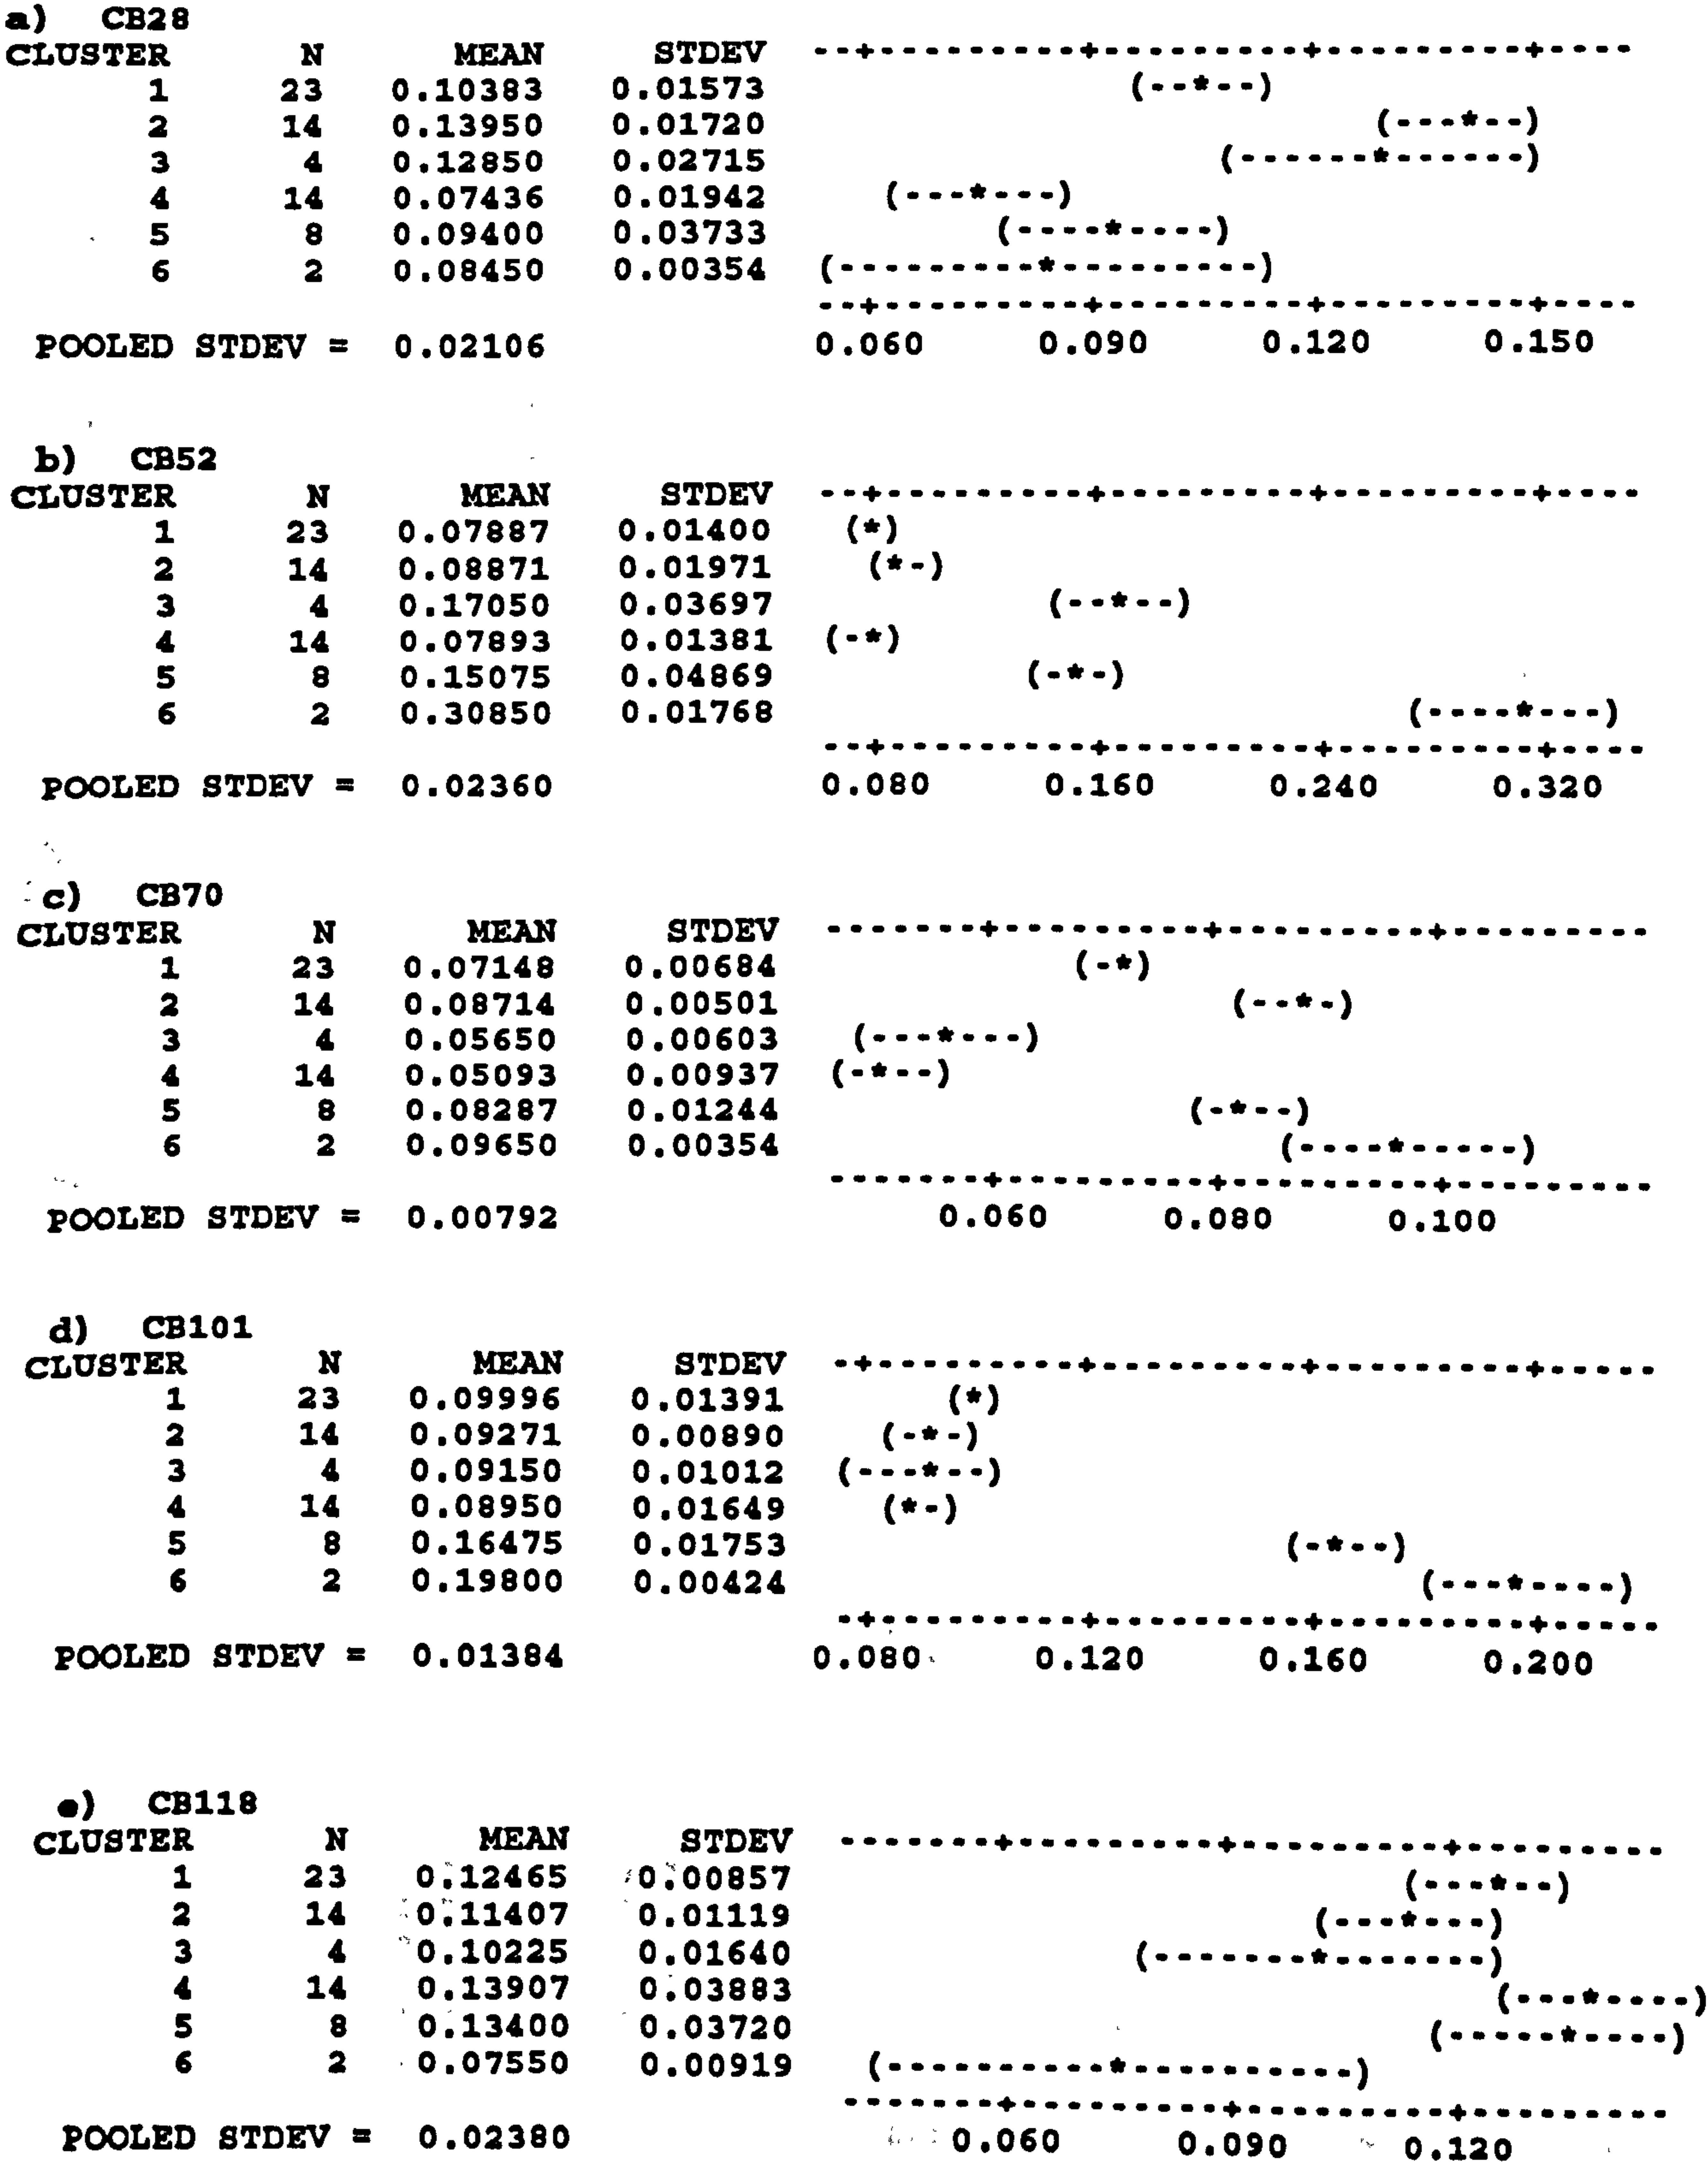 a) CB28
CLUSTER N MEAN STDEV --+---------+---------+---------+----
1 23 0.10383 0.01573 (--*--)
2 14 0.13950 0.01720 (---*--)
3 4 0.12850 0.02715 (------*------)
4 14 0.07436 0.01942 (---*---)
5 8 0.09400 0.03733 (----*----)
6 2 0.08450 0.00354 (---------*---------)
--+---------+---------+---------+----
POOLED STDEV = 0.02106 0.060 0.090 0.120 0.150
b) CB52
CLUSTER N MEAN STDEV --+---------+---------+---------+----
1 23 0.07887 0.01400 (*)
2 14 0.08871 0.01971 (*-)
3 4 0.17050 0.03697 (--*--)
4 14 0.07893 0.01381 (-*)
5 8 0.15075 0.04869 (-*-)
6 2 0.30850 0.01768 (----*---)
--+---------+---------+---------+----
POOLED STDEV = 0.02360 0.080 0.160 0.240 0.320
c) CB70
CLUSTER N MEAN STDEV -------+---------+---------+---------
1 23 0.07148 0.00684 (-*)
2 14 0.08714 0.00501 (--*-)
3 4 0.05650 0.00603 (---*---)
4 14 0.05093 0.00937 (-*--)
5 8 0.08287 0.01244 (-*--)
6 2 0.09650 0.00354 (----*-----)
-------+---------+---------+---------
POOLED STDEV = 0.00792 0.060 0.080 0.100
d) CB101
CLUSTER N MEAN STDEV -+---------+---------+---------+-----
1 23 0.09996 0.01391 (*)
2 14 0.09271 0.00890 (-*-)
3 4 0.09150 0.01012 (---*--)
4 14 0.08950 0.01649 (*-)
5 8 0.16475 0.01753 (-*--)
6 2 0.19800 0.00424 (---*----)
-+---------+---------+---------+-----
POOLED STDEV = 0.01384 0.080 0.120 0.160 0.200
e) CB118
CLUSTER N MEAN STDEV -------+---------+---------+---------
1 23 0.12465 0.00857 (---*--)
2 14 0.11407 0.01119 (---*---)
3 4 0.10225 0.01640 (-------*-------)
4 14 0.13907 0.03883 (---*----)
5 8 0.13400 0.03720 (-----*----)
6 2 0.07550 0.00919 (----------*----------)
-------+---------+---------+---------
POOLED STDEV = 0.02380 0.060 0.090 0.120